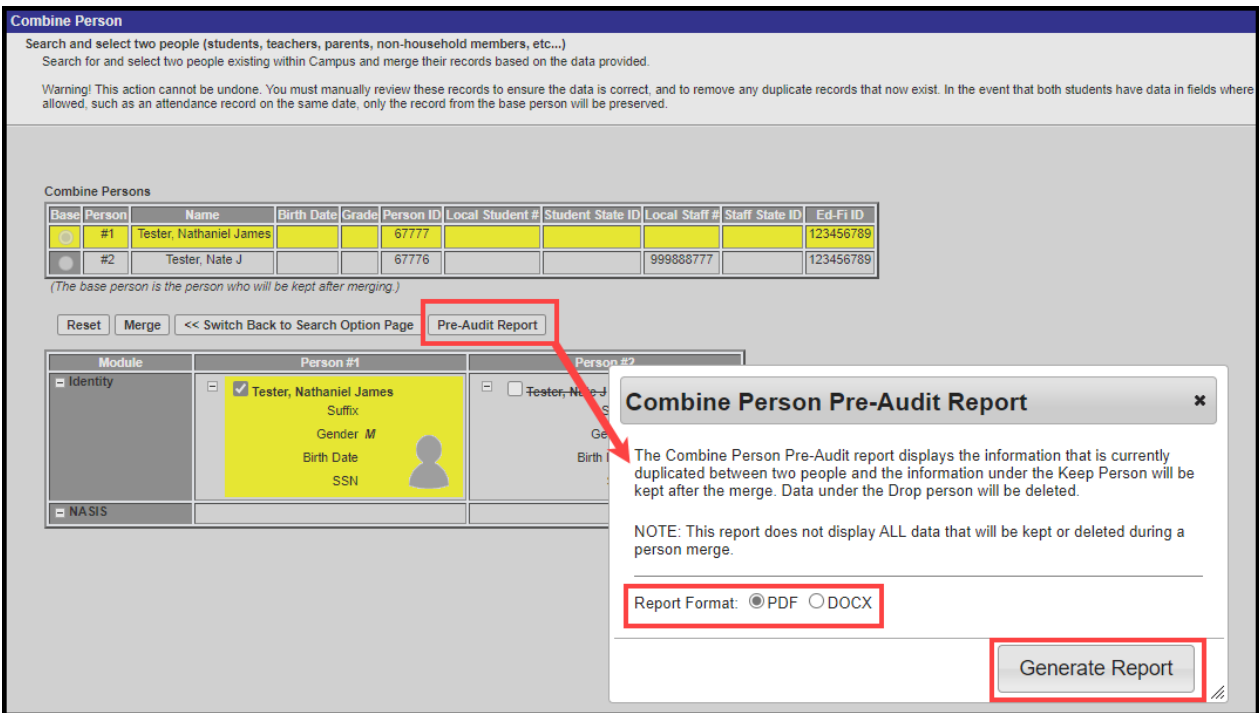 Combine Person
Search and select two people (students, teachers, parents, non-household members, etc...)
Search for and select two people existing within Campus and merge their records based on the data provided.
Warning! This action cannot be undone. You must manually review these records to ensure the data is correct, and to remove any duplicate records that now exist. In the event that both students have data in fields where
allowed, such as an attendance record on the same date, only the record from the base person will be preserved.
Combine Persons
Base Person Name Birth Date Grade Person ID Local Student # Student State ID Local Staff # Staff State ID Ed-Fi ID
#1 Tester, Nathaniel James 67777 123456789
#2 Tester, Nate J 67776 999888777 123456789
(The base person is the person who will be kept after merging.)
Reset Merge << Switch Back to Search Option Page Pre-Audit Report
Module Person #1 Person #2
Identity Tester, Nathaniel James Tester, Nate J
Suffix S
Gender M Ge
Birth Date Birth
SSN
NASIS
Combine Person Pre-Audit Report ×
The Combine Person Pre-Audit report displays the information that is currently
duplicated between two people and the information under the Keep Person will be
kept after the merge. Data under the Drop person will be deleted.
NOTE: This report does not display ALL data that will be kept or deleted during a
person merge.
Report Format: PDF DOCX
Generate Report